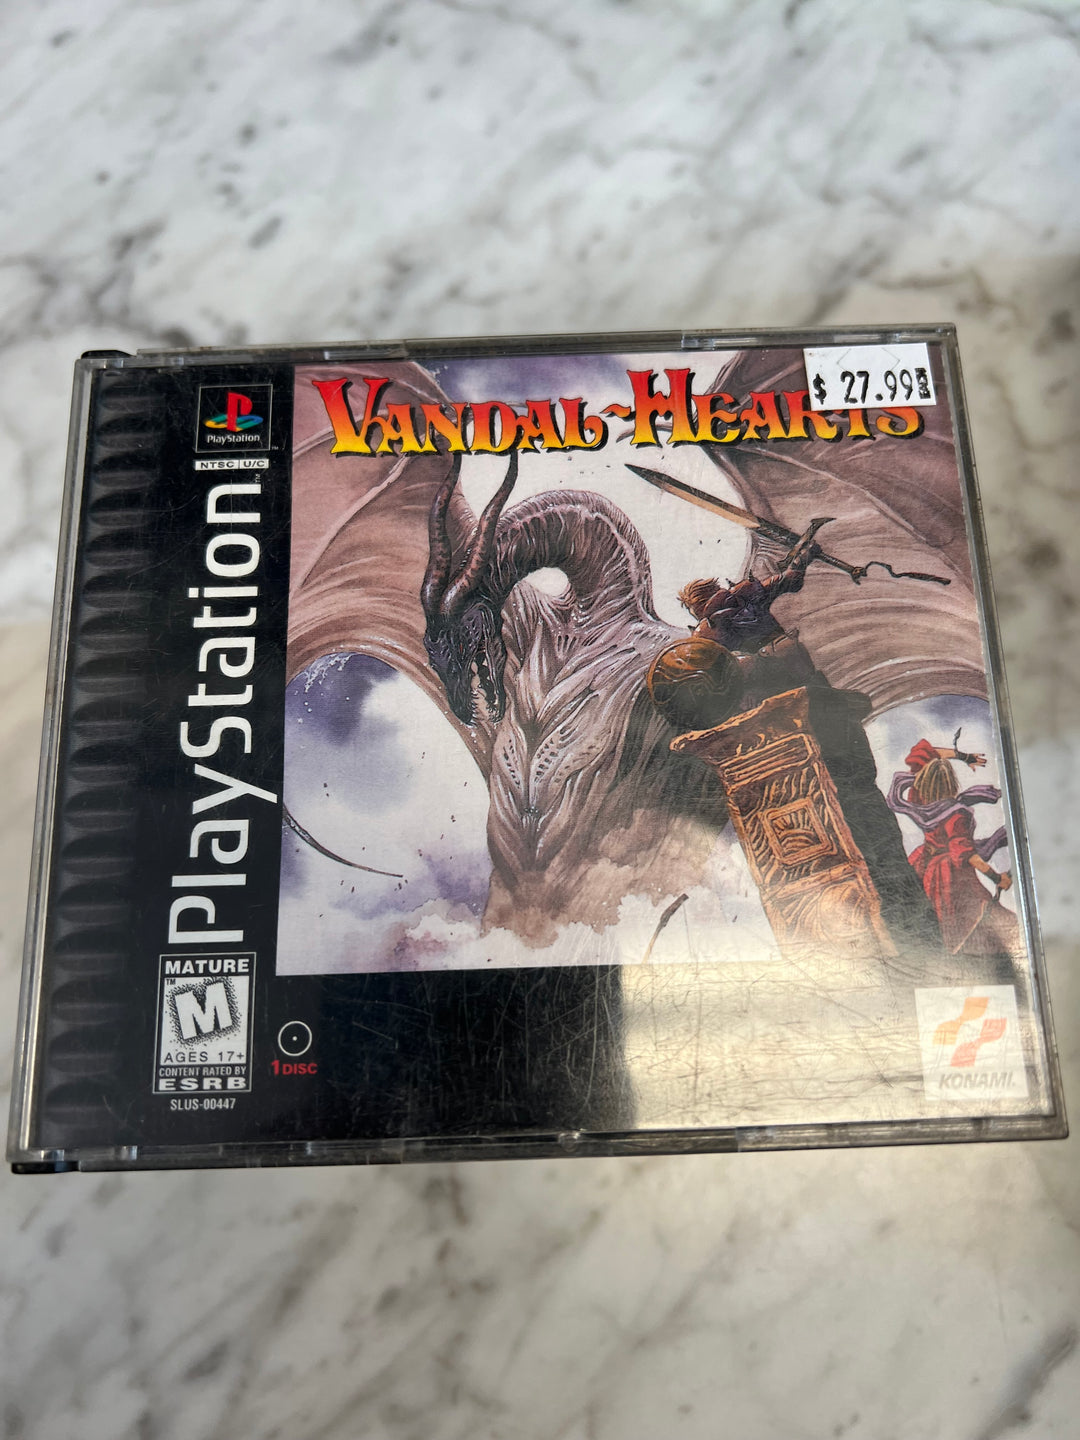 PlayStation
NTSC U/C
PlayStation
VANDAL-HEARTS
$ 27.99
MATURE
M
AGES 17+
CONTENT RATED BY
ESRB
SLUS-00447
1 DISC
KONAMI